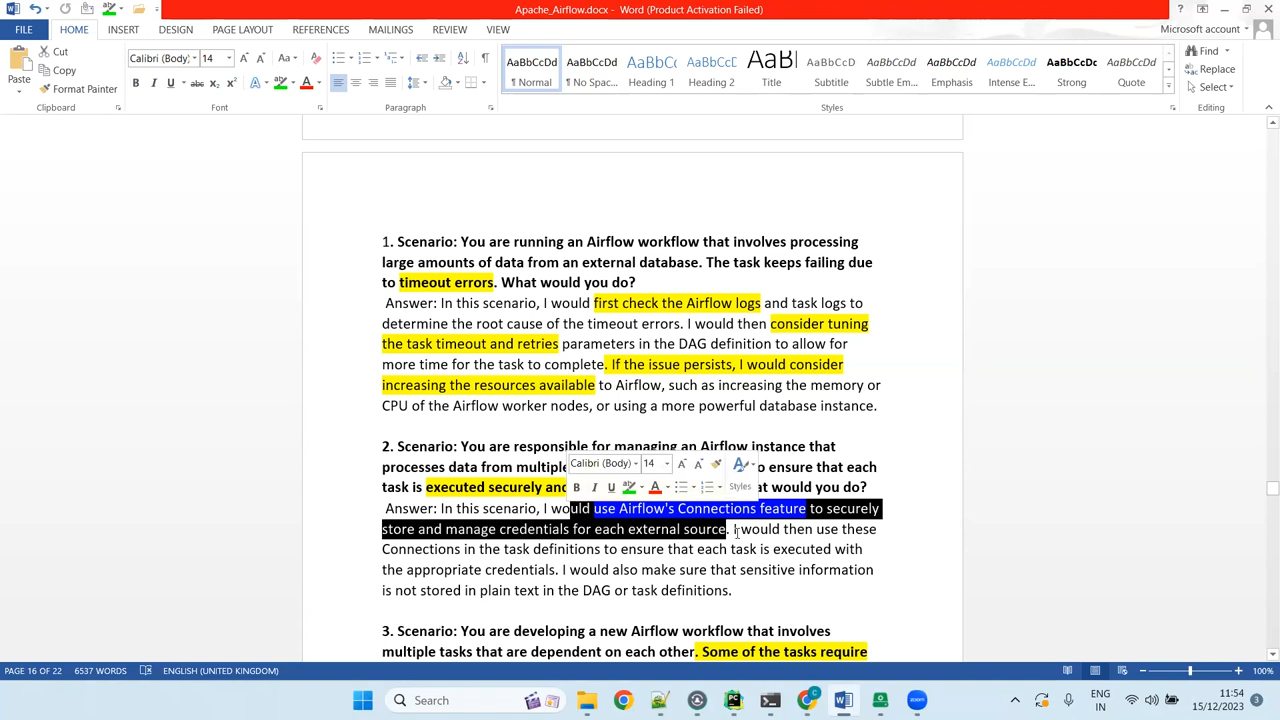 Apache_Airflow.docx - Word (Product Activation Failed)
FILE HOME INSERT DESIGN PAGE LAYOUT REFERENCES MAILINGS REVIEW VIEW Microsoft account
Paste Cut Copy Format Painter
Calibri (Body) 14
AaBbCcDd AaBbCcDd AaBbC AaBbCcD AaB AaBbCcD AaBbCcDd AaBbCcDd AaBbCcDd AaBbCcDd AaBbCcDd
¶ Normal ¶ No Spac... Heading 1 Heading 2 Title Subtitle Subtle Em... Emphasis Intense E... Strong Quote
Find Replace Select
Clipboard Font Paragraph Styles Editing
1. Scenario: You are running an Airflow workflow that involves processing
large amounts of data from an external database. The task keeps failing due
to timeout errors. What would you do?
Answer: In this scenario, I would first check the Airflow logs and task logs to
determine the root cause of the timeout errors. I would then consider tuning
the task timeout and retries parameters in the DAG definition to allow for
more time for the task to complete. If the issue persists, I would consider
increasing the resources available to Airflow, such as increasing the memory or
CPU of the Airflow worker nodes, or using a more powerful database instance.
2. Scenario: You are responsible for managing an Airflow instance that
processes data from multiple to ensure that each
task is executed securely and at would you do?
Calibri (Body) 14
Styles
Answer: In this scenario, I would use Airflow's Connections feature to securely
store and manage credentials for each external source. I would then use these
Connections in the task definitions to ensure that each task is executed with
the appropriate credentials. I would also make sure that sensitive information
is not stored in plain text in the DAG or task definitions.
3. Scenario: You are developing a new Airflow workflow that involves
multiple tasks that are dependent on each other. Some of the tasks require
PAGE 16 OF 22 6537 WORDS ENGLISH (UNITED KINGDOM) 100%
Search
ENG
IN
11:54
15/12/2023